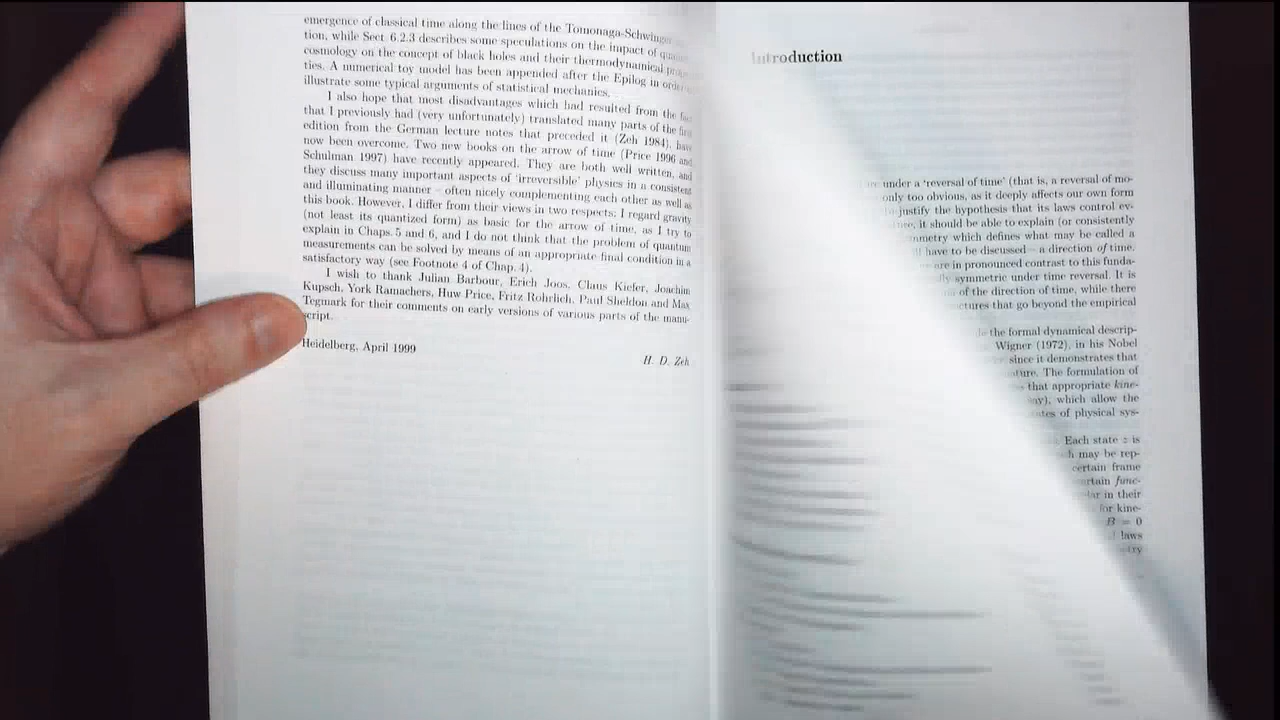 emergence of classical time along the lines of the Tomonaga-Schwinger
tion, while Sect. 6.2.3 describes some speculations on the impact of
cosmology on the concept of black holes and their thermodynamical
ties. A numerical toy model has been appended after the Epilog in order
illustrate some typical arguments of statistical mechanics.
I also hope that most disadvantages which had resulted from the
that I previously had (very unfortunately) translated many parts of the
edition from the German lecture notes that preceded it (Zeh 1984), have
now been overcome. Two new books on the arrow of time (Price 1996 and
Schulman 1997) have recently appeared. They are both well written, and
they discuss many important aspects of 'irreversible' physics in a consistent
and illuminating manner – often nicely complementing each other as well as
this book. However, I differ from their views in two respects: I regard gravity
(not least its quantized form) as basic for the arrow of time, as I try to
explain in Chaps. 5 and 6, and I do not think that the problem of quantum
measurements can be solved by means of an appropriate final condition in a
satisfactory way (see Footnote 4 of Chap. 4).
I wish to thank Julian Barbour, Erich Joos, Claus Kiefer, Joachim
Kupsch, York Ramachers, Huw Price, Fritz Rohrlich, Paul Sheldon and Max
Tegmark for their comments on early versions of various parts of the manu-
script.
Heidelberg, April 1999
H. D. Zeh
Introduction
under a 'reversal of time' (that is, a reversal of mo-
only too obvious, as it deeply affects our own form
justify the hypothesis that its laws control ev-
it should be able to explain (or consistently
which defines what may be called a
have to be discussed – a direction of time.
are in pronounced contrast to this funda-
symmetric under time reversal. It is
of the direction of time, while there
that go beyond the empirical
the formal dynamical descrip-
Wigner (1972), in his Nobel
since it demonstrates that
The formulation of
that appropriate kine-
which allow the
of physical sys-
Each state z is
may be rep-
certain frame
func-
in their
for kine-
B = 0
laws